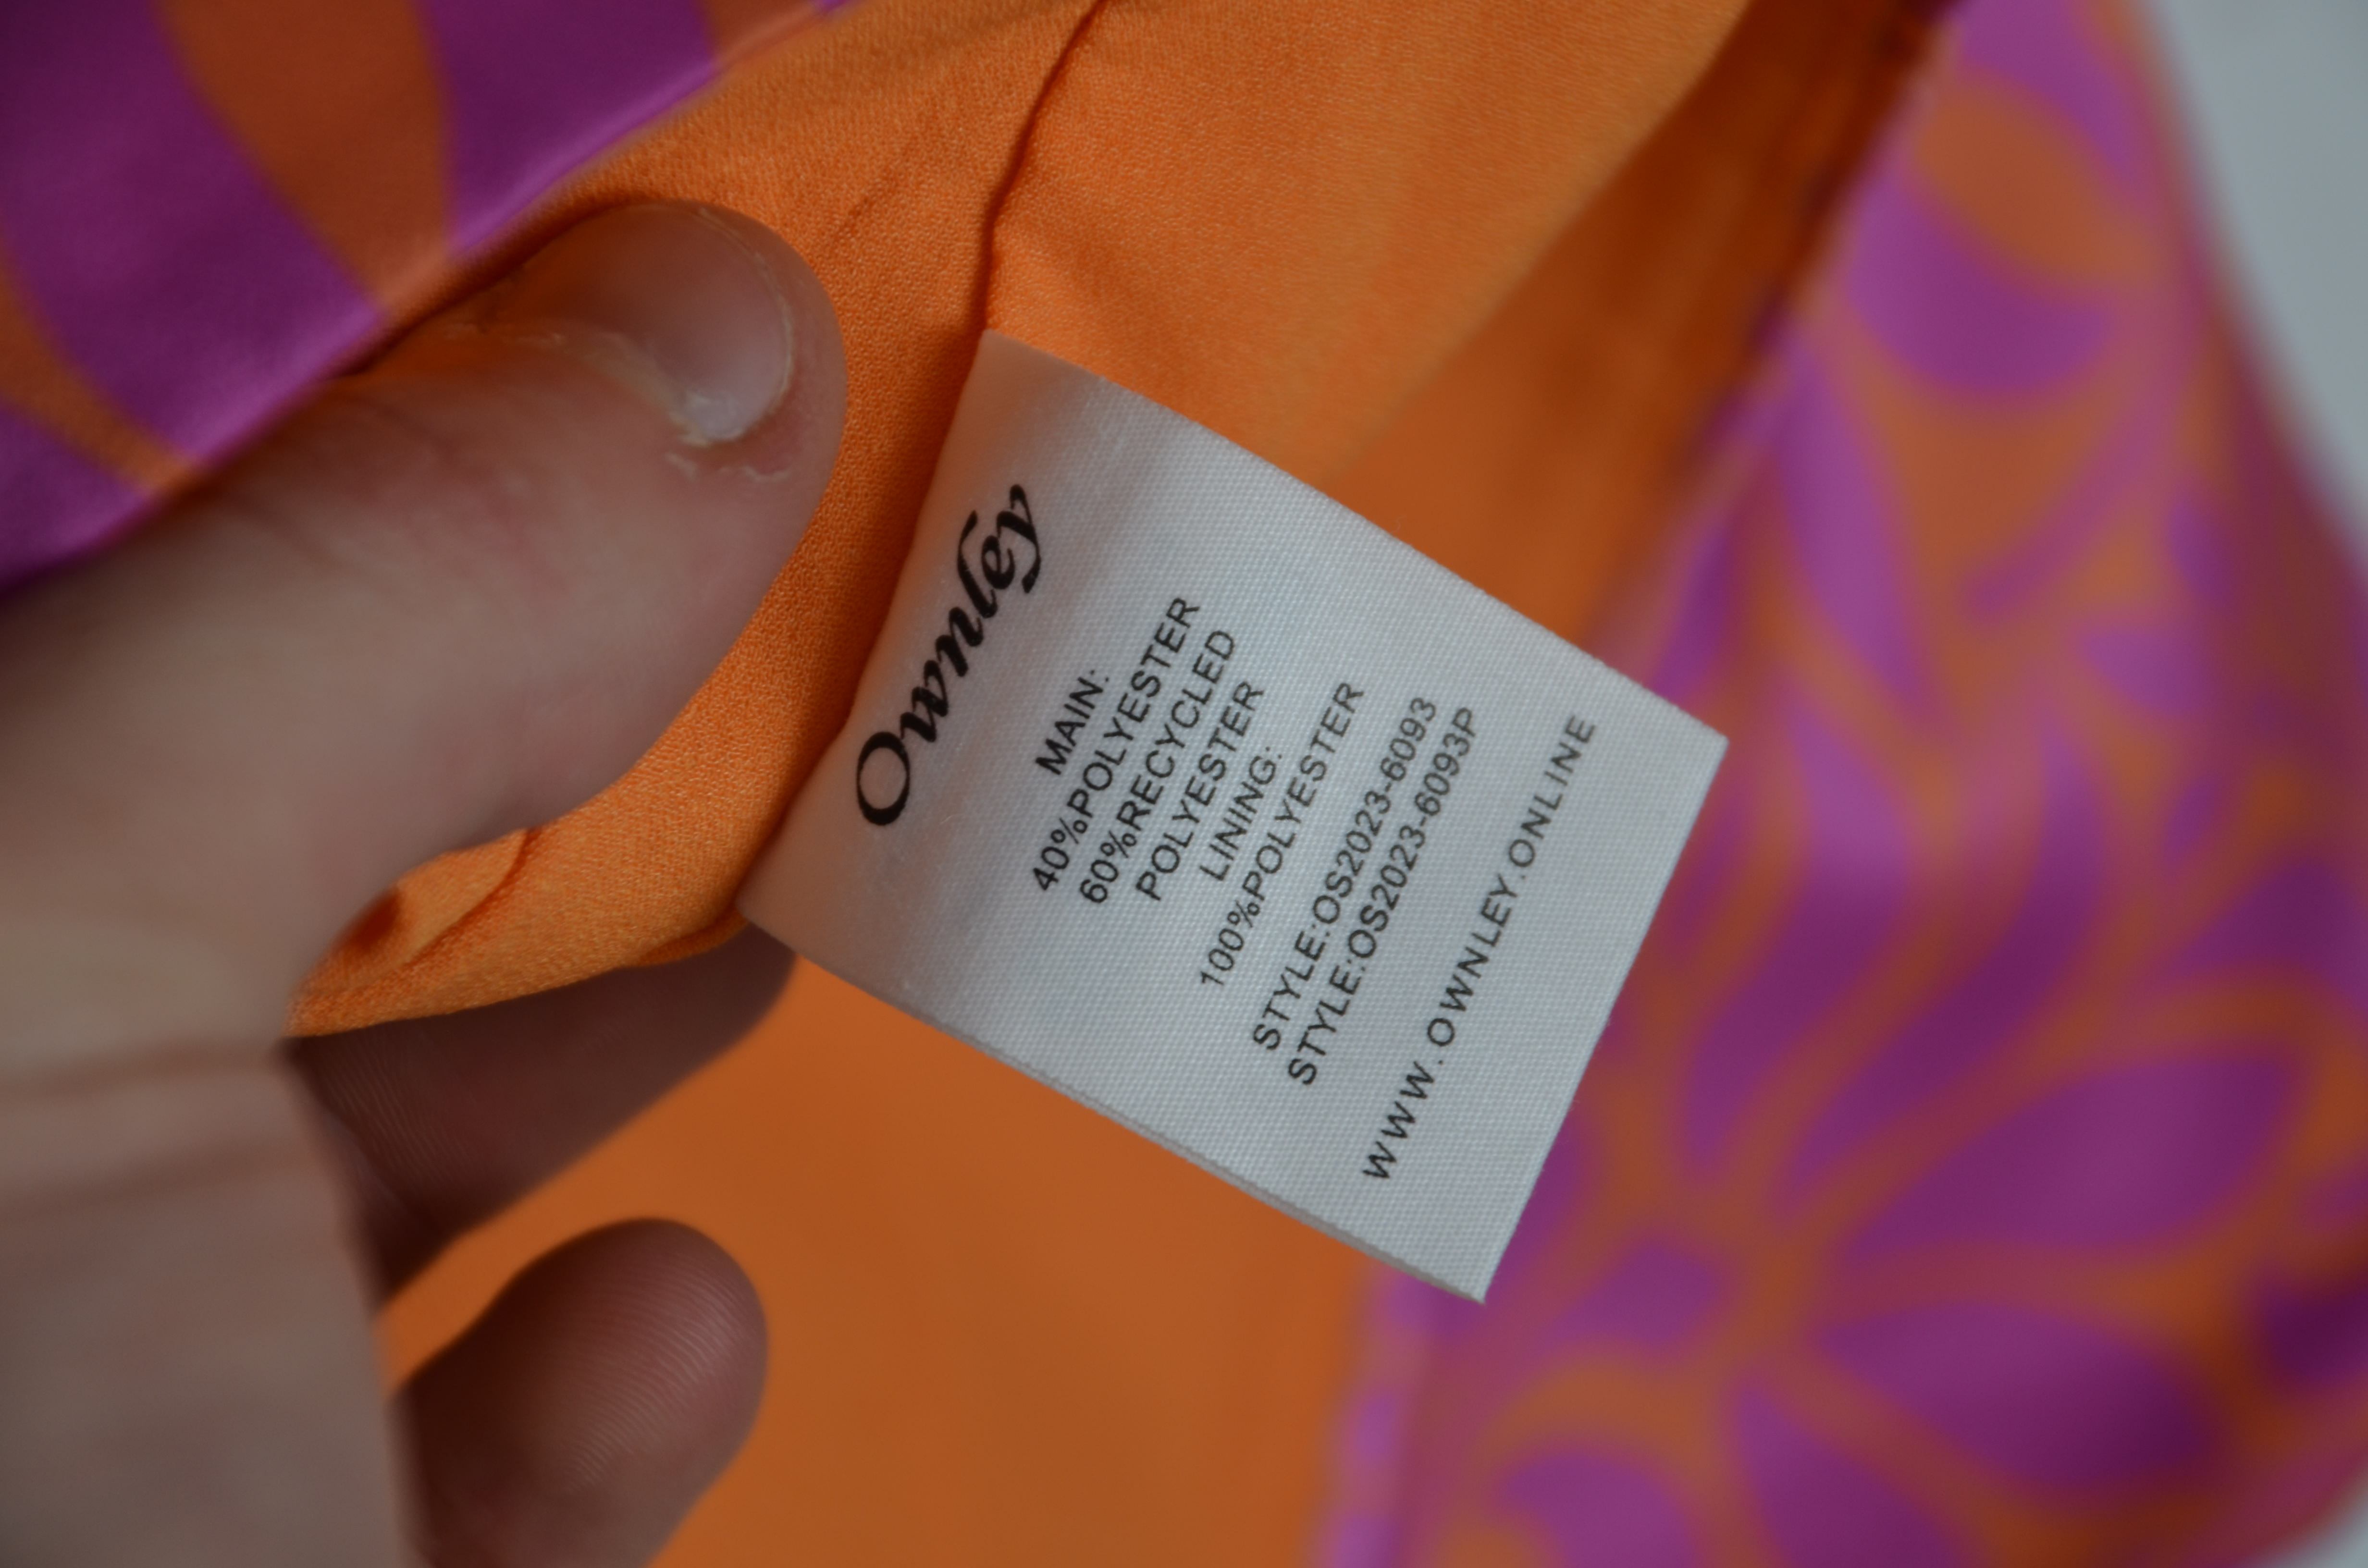 Ownley
MAIN:
40%POLYESTER
60%RECYCLED
POLYESTER
LINING:
100%POLYESTER
STYLE:OS2023-6093
STYLE:OS2023-6093P
WWW.OWNLEY.ONLINE